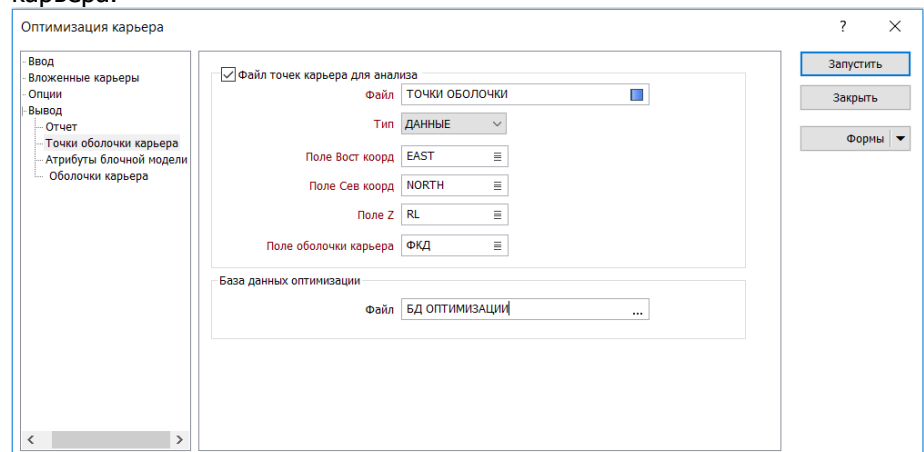 карьера.
Оптимизация карьера ? ×
Ввод
Вложенные карьеры
Опции
Вывод
Отчет
Точки оболочки карьера
Атрибуты блочной модели
Оболочки карьера
Файл точек карьера для анализа
Файл ТОЧКИ ОБОЛОЧКИ
Тип ДАННЫЕ
Поле Вост коорд EAST
Поле Сев коорд NORTH
Поле Z RL
Поле оболочки карьера ФКД
База данных оптимизации
Файл БД ОПТИМИЗАЦИИ ...
Запустить
Закрыть
Формы